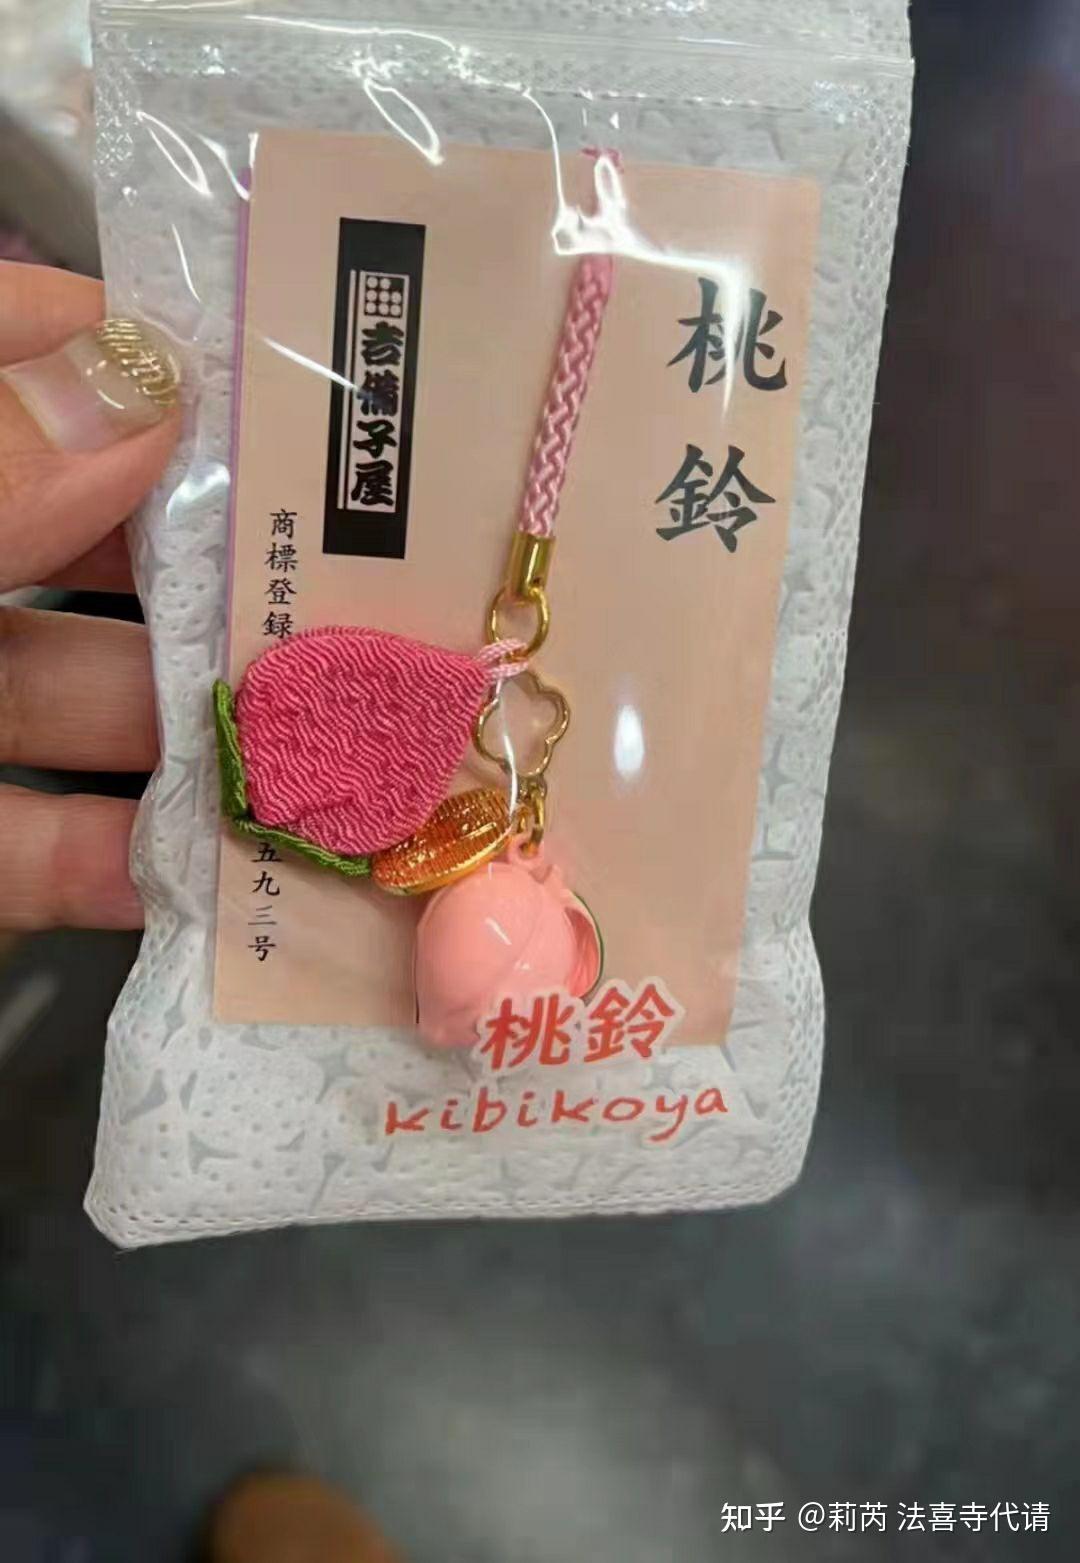 桃鈴
吉備子屋
商標登録
五九三号
桃鈴
kibikoya
知乎 @莉芮 法喜寺代请